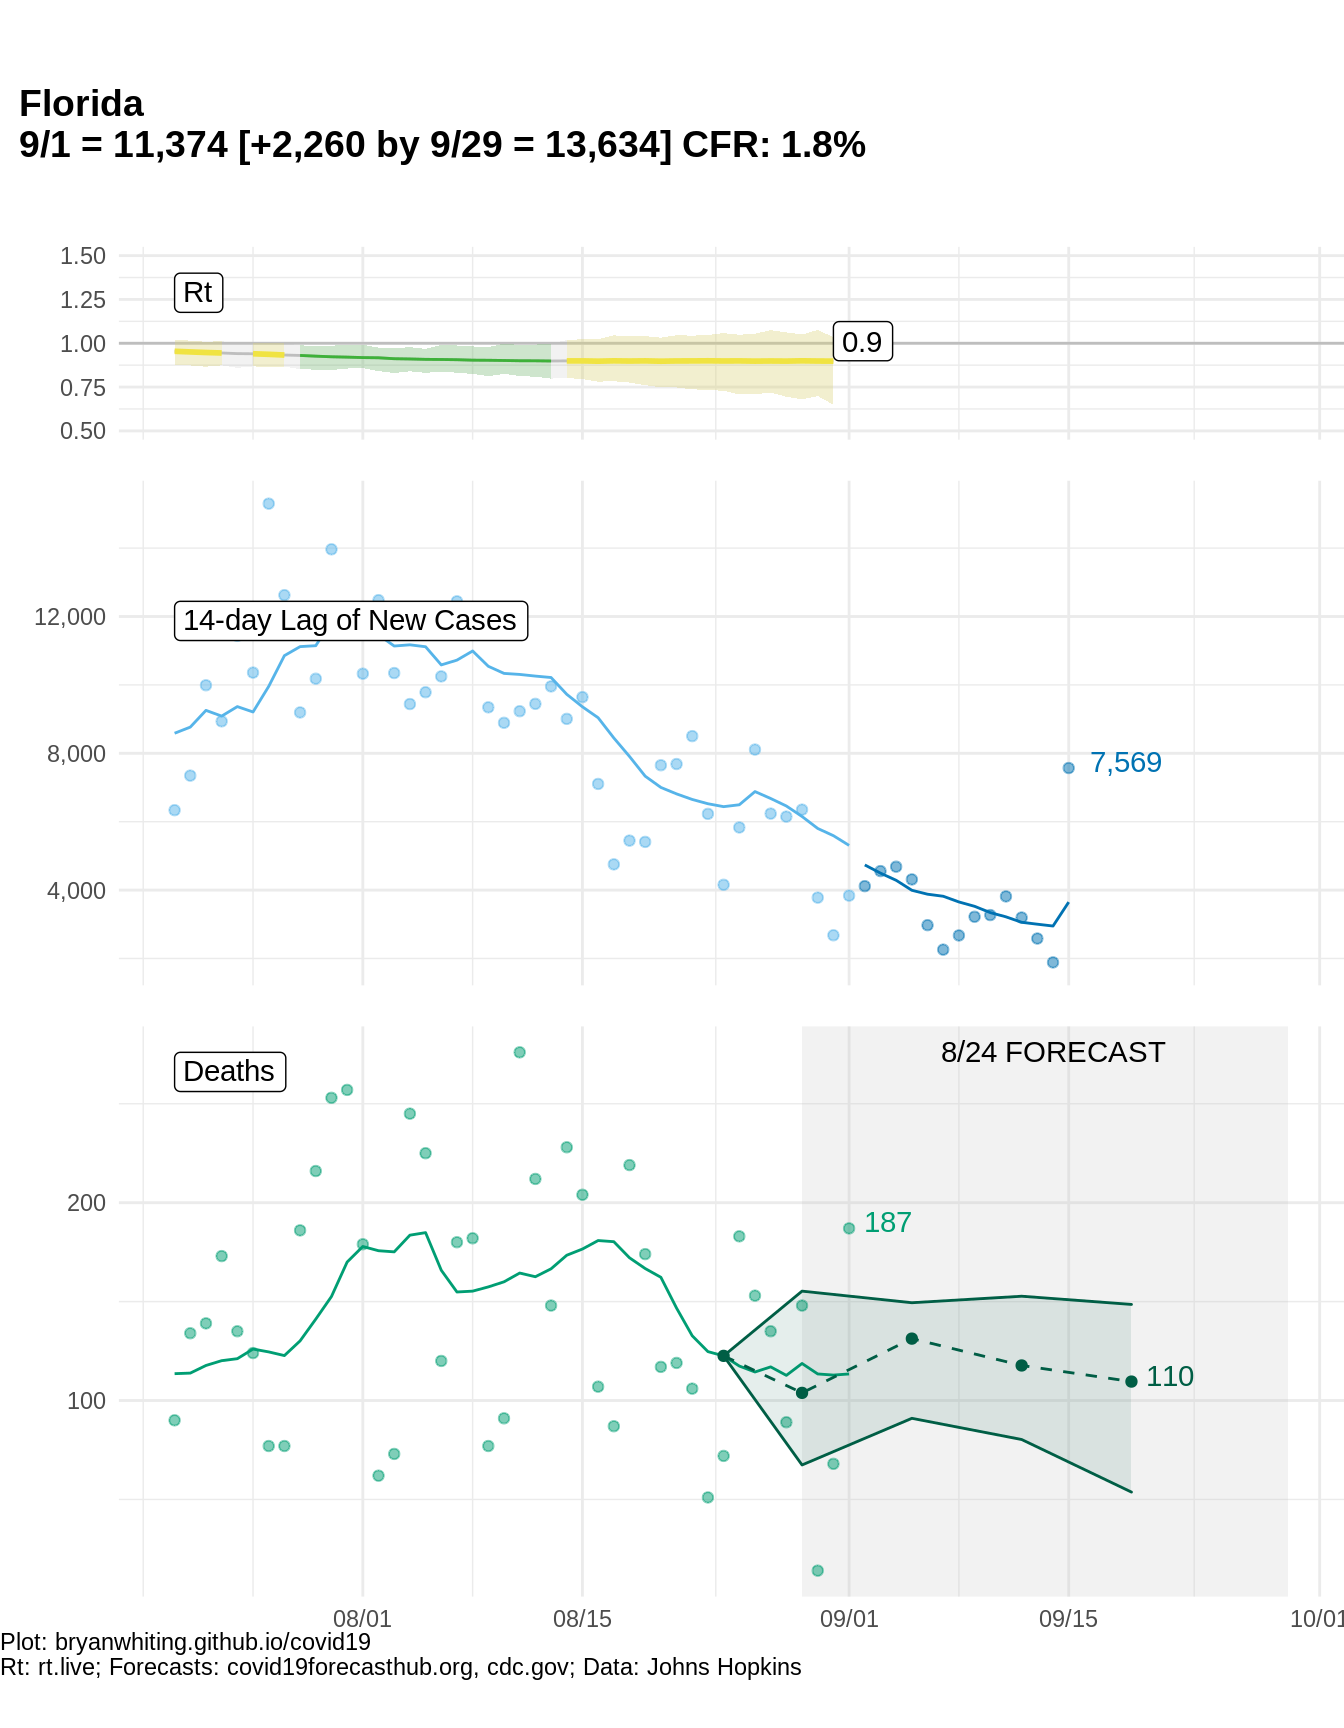 Florida
9/1 = 11,374 [+2,260 by 9/29 = 13,634] CFR: 1.8%
1.50
Rt
1.25
1.00
0.9
0.75
0.50
14-day Lag of New Cases
12,000
8,000
7,569
4,000
8/24 FORECAST
Deaths
200
187
110
100
08/01 08/15 09/01 09/15 10/01
Plot: bryanwhiting.github.io/covid19
Rt: rt.live; Forecasts: covid19forecasthub.org, cdc.gov; Data: Johns Hopkins